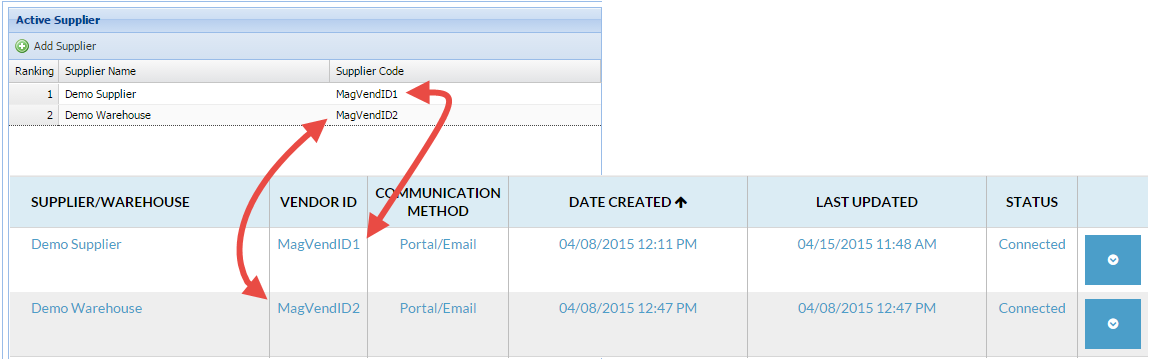 Active Supplier
Add Supplier
Ranking Supplier Name Supplier Code
1 Demo Supplier MagVendID1
2 Demo Warehouse MagVendID2
SUPPLIER/WAREHOUSE VENDOR ID COMMUNICATION METHOD DATE CREATED LAST UPDATED STATUS
Demo Supplier MagVendID1 Portal/Email 04/08/2015 12:11 PM 04/15/2015 11:48 AM Connected
Demo Warehouse MagVendID2 Portal/Email 04/08/2015 12:47 PM 04/08/2015 12:47 PM Connected